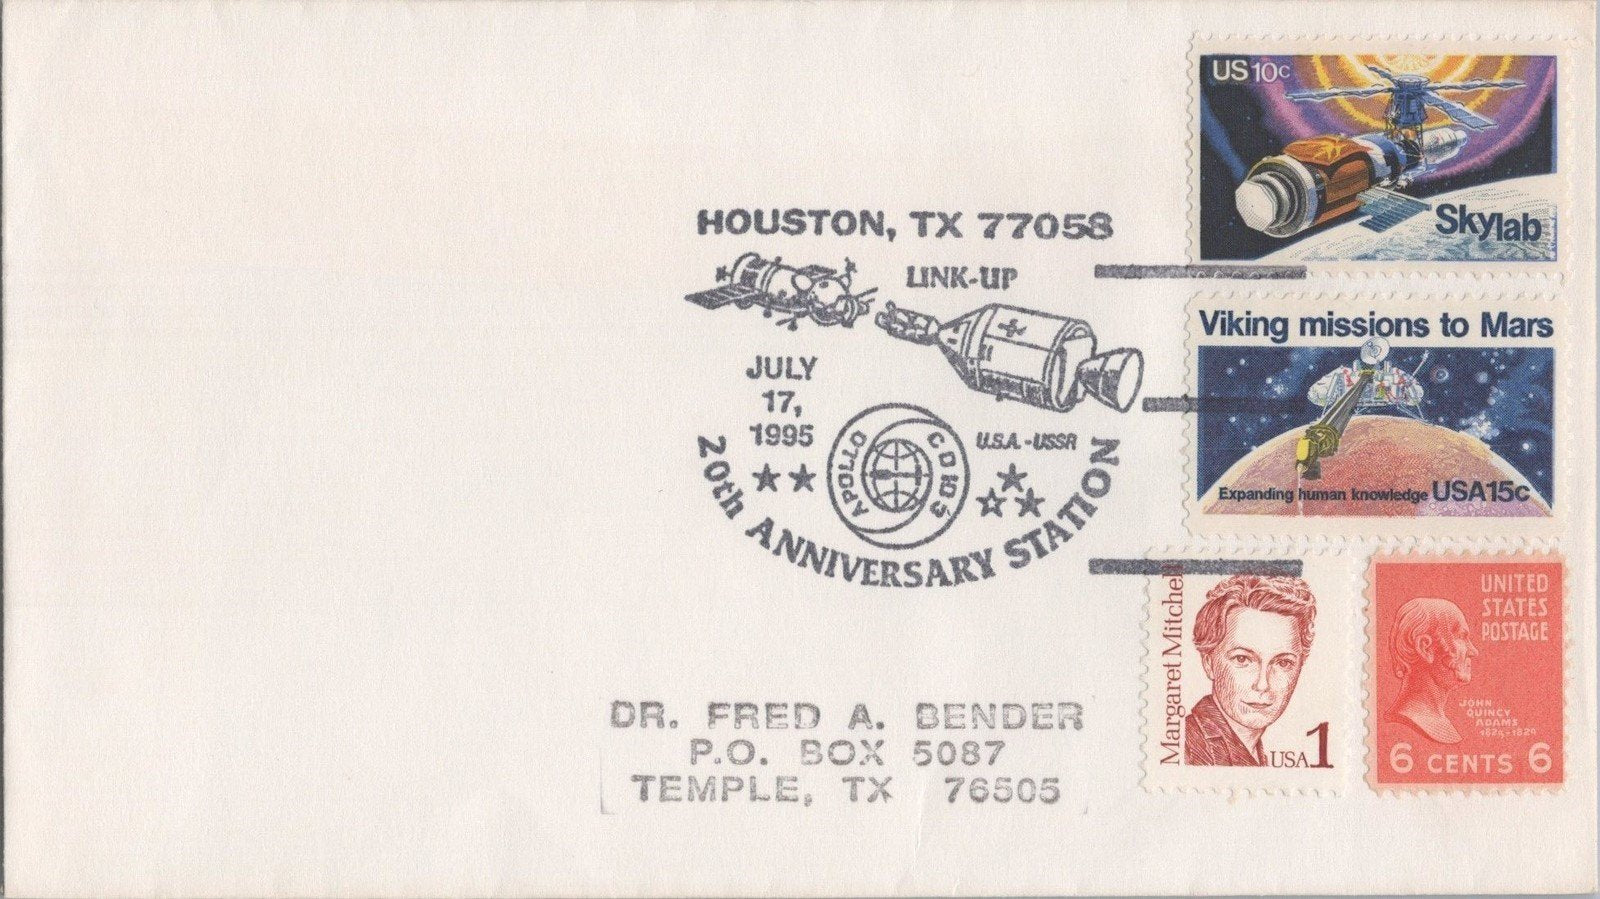 US 10c
Skylab
HOUSTON, TX 77058
LINK-UP
JULY
17,
1995
U.S.A. - USSR
APOLLO
СОЮЗ
20th ANNIVERSARY STATION
Viking missions to Mars
Expanding human knowledge USA 15c
Margaret Mitchell
USA 1
UNITED
STATES
POSTAGE
JOHN
QUINCY
ADAMS
1825-1829
6 CENTS 6
DR. FRED A. BENDER
P.O. BOX 5087
TEMPLE, TX 76505